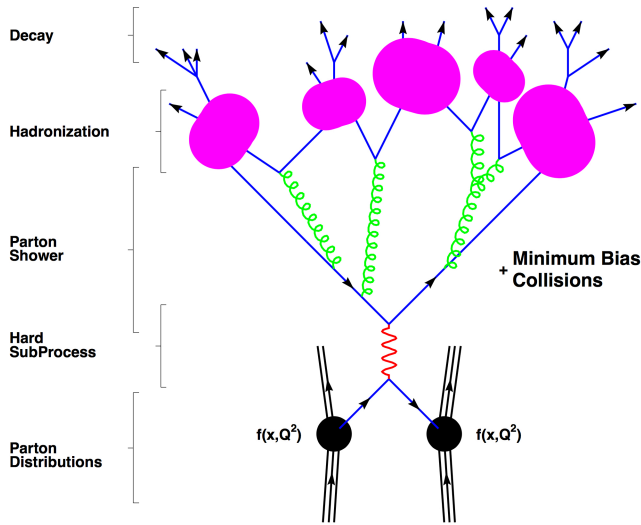 Decay
Hadronization
Parton
Shower
+ Minimum Bias
Collisions
Hard
SubProcess
f(x,Q²)
f(x,Q²)
Parton
Distributions